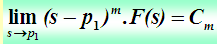 lim (s - p₁)ᵐ.F(s) = Cₘ
s→p₁